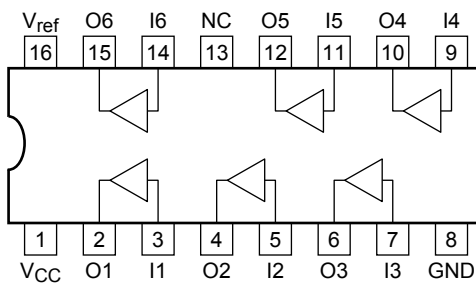 Vref O6 I6 NC O5 I5 O4 I4
16 15 14 13 12 11 10 9
1 2 3 4 5 6 7 8
VCC O1 I1 O2 I2 O3 I3 GND